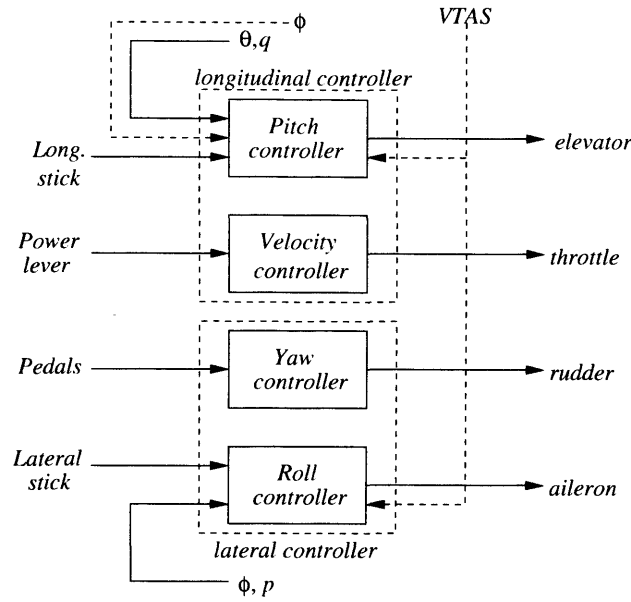 ϕ
VTAS
θ,q
longitudinal controller
Pitch
controller
Long.
stick
elevator
Power
lever
Velocity
controller
throttle
Pedals
Yaw
controller
rudder
Lateral
stick
Roll
controller
aileron
lateral controller
ϕ, p